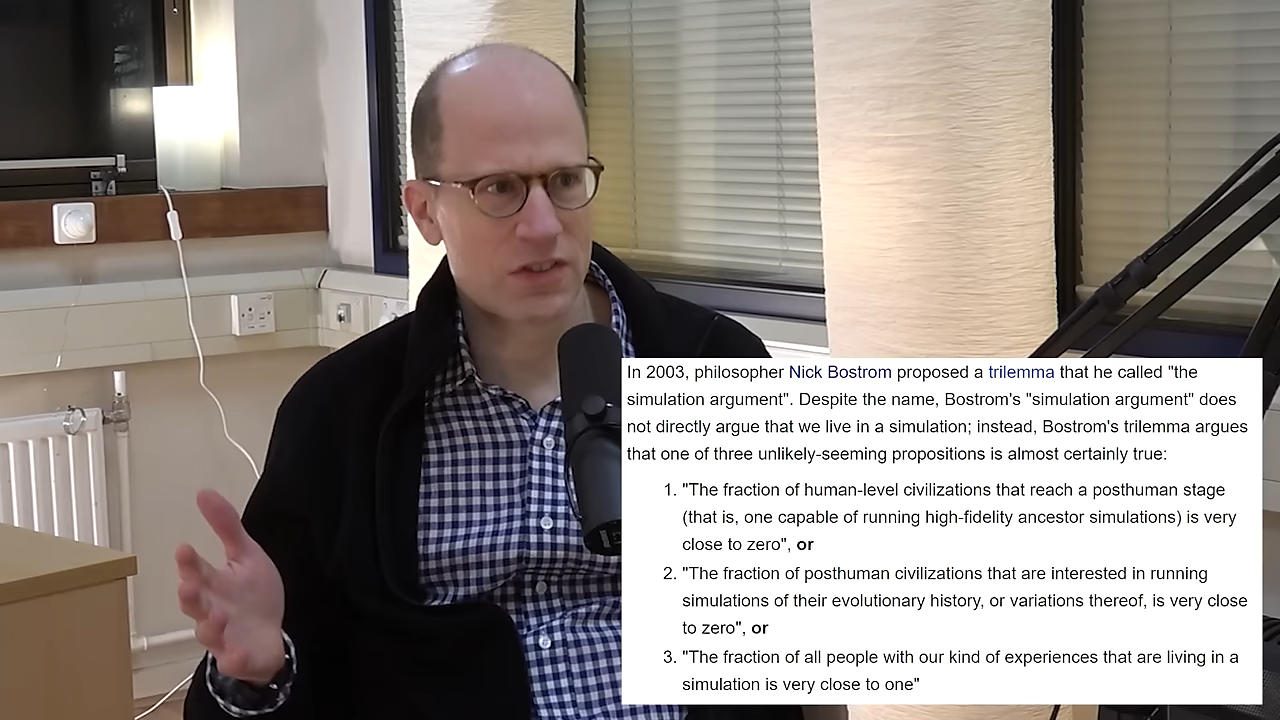 In 2003, philosopher Nick Bostrom proposed a trilemma that he called "the
simulation argument". Despite the name, Bostrom's "simulation argument" does
not directly argue that we live in a simulation; instead, Bostrom's trilemma argues
that one of three unlikely-seeming propositions is almost certainly true:
1. "The fraction of human-level civilizations that reach a posthuman stage
(that is, one capable of running high-fidelity ancestor simulations) is very
close to zero", or
2. "The fraction of posthuman civilizations that are interested in running
simulations of their evolutionary history, or variations thereof, is very close
to zero", or
3. "The fraction of all people with our kind of experiences that are living in a
simulation is very close to one"